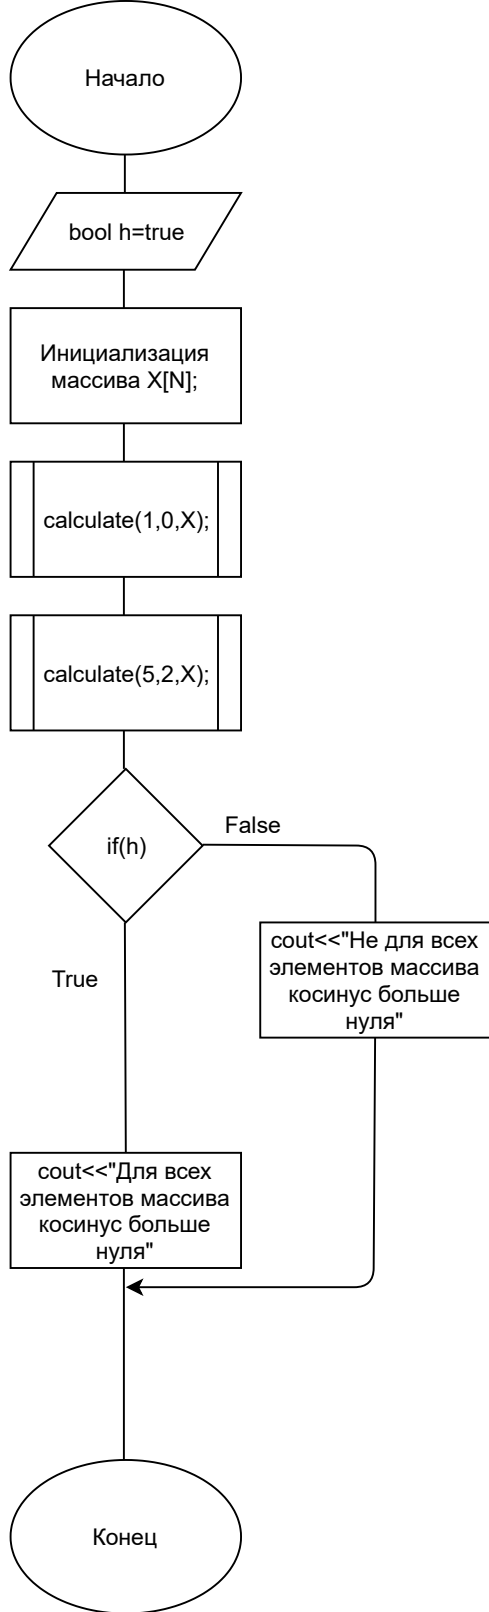 Начало
bool h=true
Инициализация
массива X[N];
calculate(1,0,X);
calculate(5,2,X);
if(h)
False
cout<<"Не для всех
элементов массива
косинус больше
нуля"
True
cout<<"Для всех
элементов массива
косинус больше
нуля"
Конец